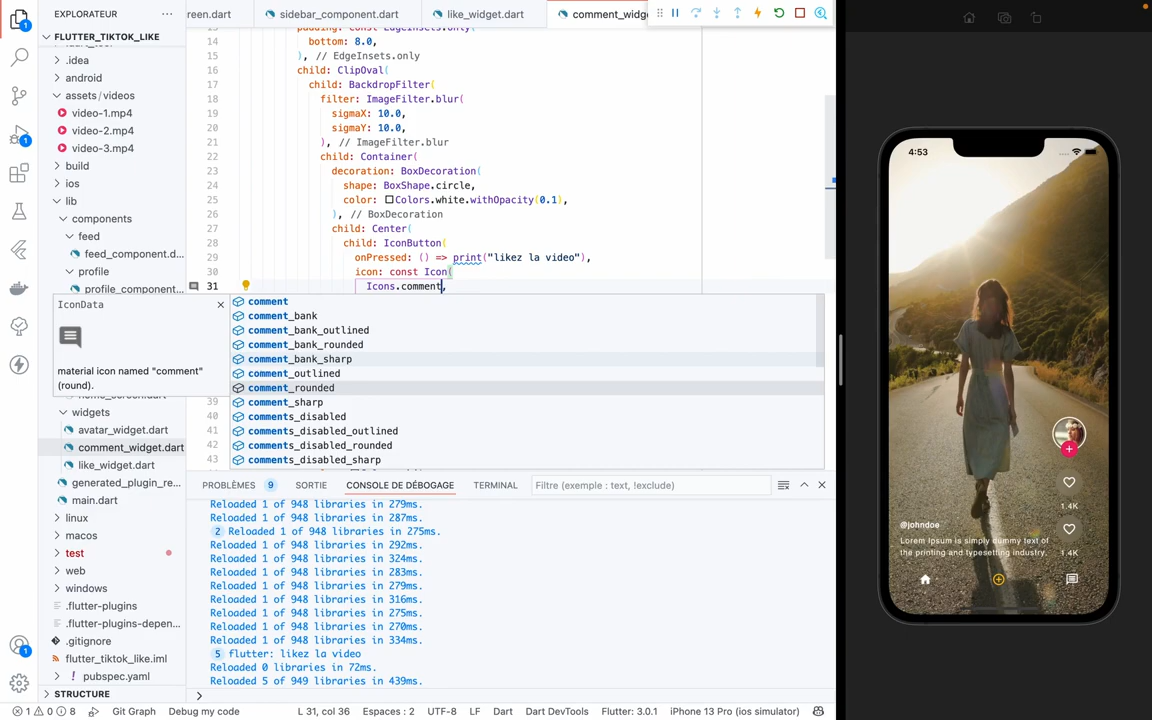 EXPLORATEUR
FLUTTER_TIKTOK_LIKE
.idea
android
assets/videos
video-1.mp4
video-2.mp4
video-3.mp4
build
ios
lib
components
feed
feed_component.d...
profile
profile_component...
widgets
avatar_widget.dart
comment_widget.dart
like_widget.dart
generated_plugin_re...
main.dart
linux
macos
test
web
windows
.flutter-plugins
.flutter-plugins-depen...
.gitignore
flutter_tiktok_like.iml
! pubspec.yaml
STRUCTURE
reen.dart
sidebar_component.dart
like_widget.dart
comment_widg
14 bottom: 8.0,
15 ), // EdgeInsets.only
16 child: ClipOval(
17 child: BackdropFilter(
18 filter: ImageFilter.blur(
19 sigmaX: 10.0,
20 sigmaY: 10.0,
21 ), // ImageFilter.blur
22 child: Container(
23 decoration: BoxDecoration(
24 shape: BoxShape.circle,
25 color: Colors.white.withOpacity(0.1),
26 ), // BoxDecoration
27 child: Center(
28 child: IconButton(
29 onPressed: () => print("likez la video"),
30 icon: const Icon(
31 Icons.comment,
IconData
material icon named "comment"
(round).
comment
comment_bank
comment_bank_outlined
comment_bank_rounded
comment_bank_sharp
comment_outlined
comment_rounded
comment_sharp
comments_disabled
comments_disabled_outlined
comments_disabled_rounded
comments_disabled_sharp
39
40
41
42
43
PROBLÈMES 9
SORTIE
CONSOLE DE DÉBOGAGE
TERMINAL
Filtre (exemple : text, !exclude)
Reloaded 1 of 948 libraries in 279ms.
Reloaded 1 of 948 libraries in 287ms.
2 Reloaded 1 of 948 libraries in 275ms.
Reloaded 1 of 948 libraries in 292ms.
Reloaded 1 of 948 libraries in 324ms.
Reloaded 1 of 948 libraries in 283ms.
Reloaded 1 of 948 libraries in 279ms.
Reloaded 1 of 948 libraries in 316ms.
Reloaded 1 of 948 libraries in 275ms.
Reloaded 1 of 948 libraries in 270ms.
Reloaded 1 of 948 libraries in 334ms.
5 flutter: likez la video
Reloaded 0 libraries in 72ms.
Reloaded 5 of 949 libraries in 439ms.
1 0 8
Git Graph
Debug my code
L 31, col 36
Espaces : 2
UTF-8
LF
Dart
Dart DevTools
Flutter: 3.0.1
iPhone 13 Pro (ios simulator)
4:53
1.4K
1.4K
@johndoe
Lorem Ipsum is simply dummy text of
the printing and typesetting industry.